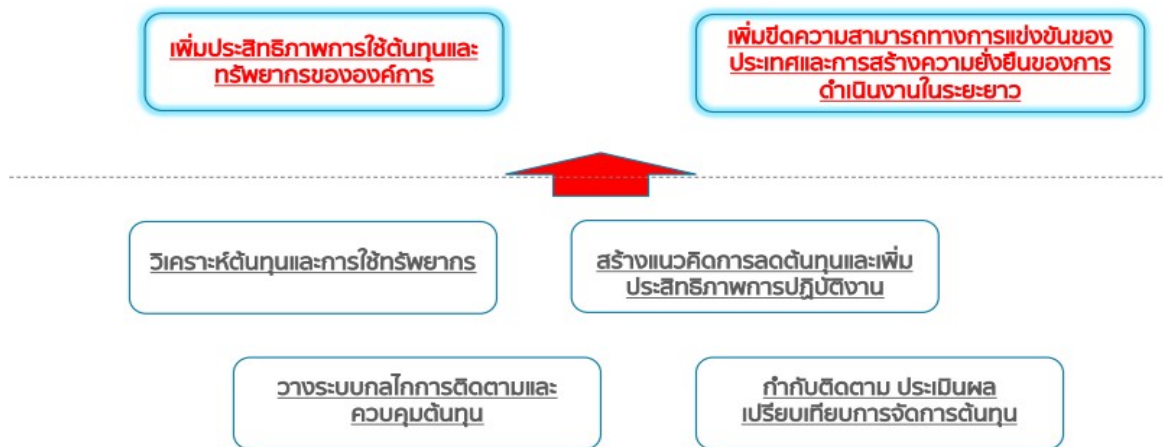 เพิ่มประสิทธิภาพการใช้ต้นทุนและ
ทรัพยากรขององค์การ
เพิ่มขีดความสามารถทางการแข่งขันของ
ประเทศและการสร้างความยั่งยืนของการ
ดำเนินงานในระยะยาว
วิเคราะห์ต้นทุนและการใช้ทรัพยากร
สร้างแนวคิดการลดต้นทุนและเพิ่ม
ประสิทธิภาพการปฏิบัติงาน
วางระบบกลไกการติดตามและ
ควบคุมต้นทุน
กำกับติดตาม ประเมินผล
เปรียบเทียบการจัดการต้นทุน